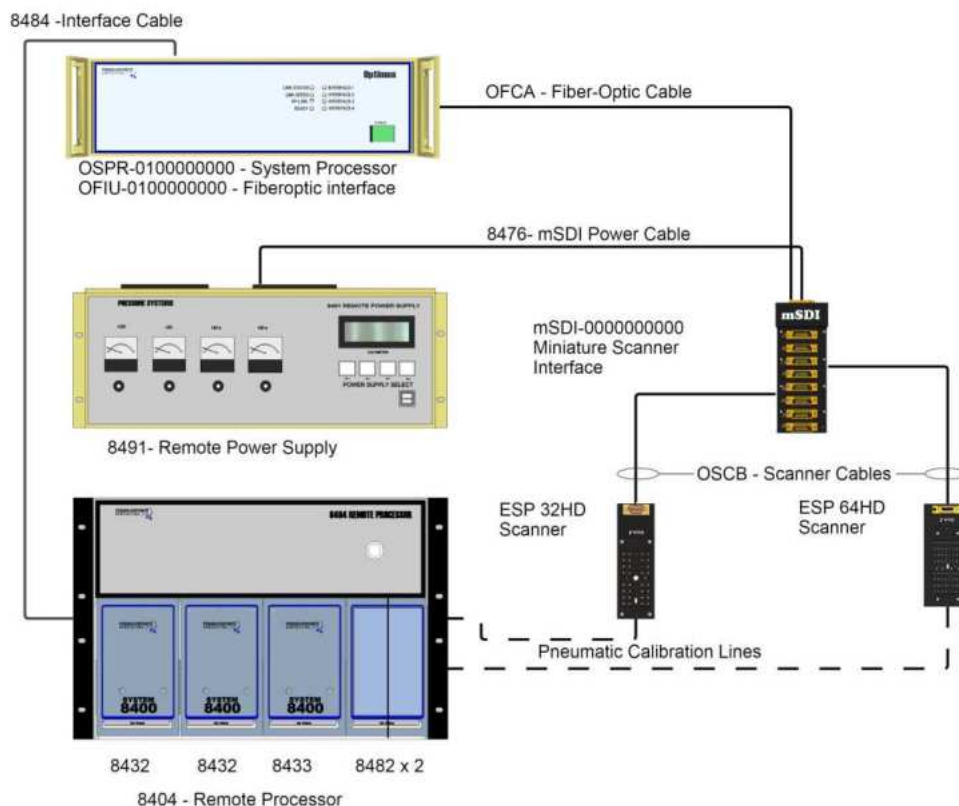 8484 -Interface Cable
Optimus
OFCA - Fiber-Optic Cable
OSPR-0100000000 - System Processor
OFIU-0100000000 - Fiberoptic interface
8476- mSDI Power Cable
PRESSURE SYSTEMS
8491 REMOTE POWER SUPPLY
POWER SUPPLY SELECT
mSDI
mSDI-0000000000
Miniature Scanner
Interface
8491- Remote Power Supply
OSCB - Scanner Cables
ESP 32HD
Scanner
ESP 64HD
Scanner
8404 REMOTE PROCESSOR
Pneumatic Calibration Lines
SYSTEM
8400
SYSTEM
8400
SYSTEM
8400
8432
8432
8433
8482 x 2
8404 - Remote Processor